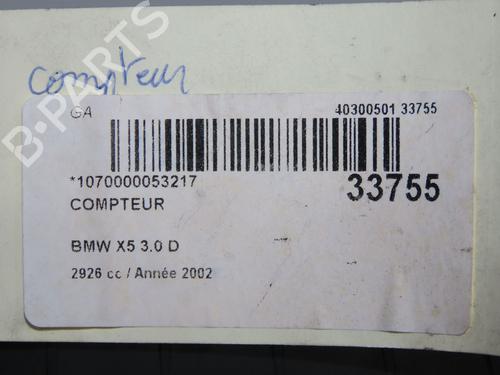 compteur
B-PARTS
GA
40300501 33755
*1070000053217
33755
COMPTEUR
BMW X5 3.0 D
2926 cc / Année 2002